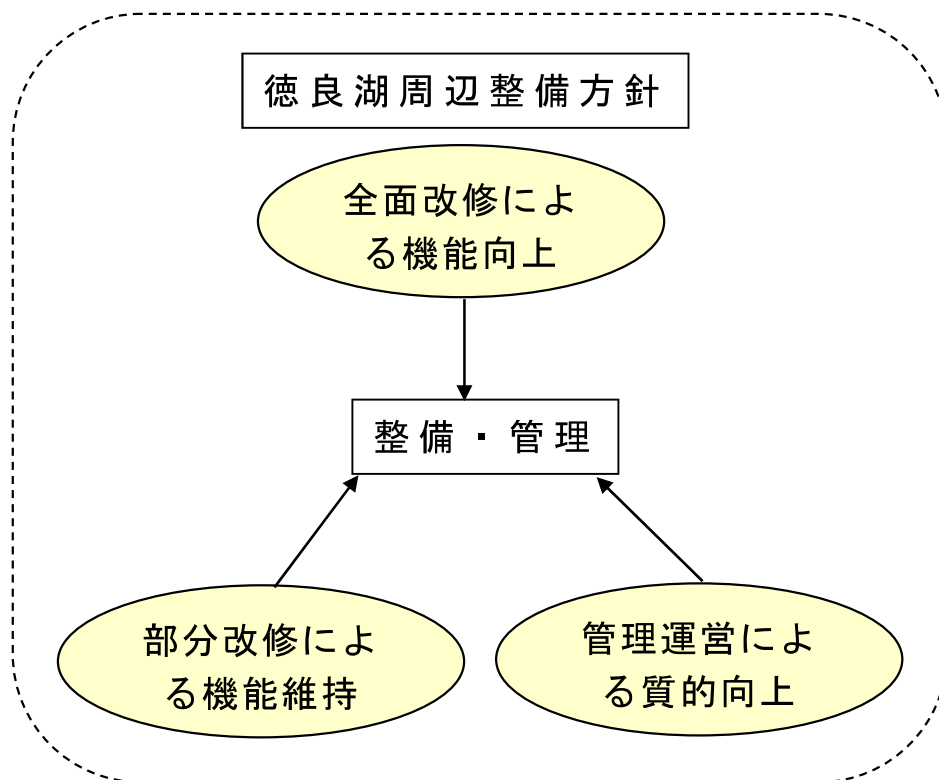 徳良湖周辺整備方針
全面改修によ
る機能向上
整備・管理
部分改修によ
る機能維持
管理運営によ
る質的向上